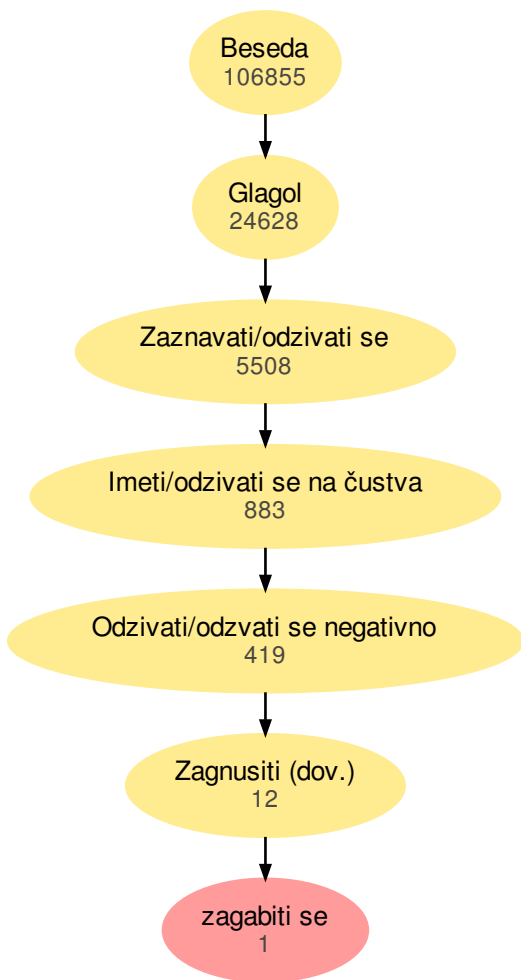 Beseda
106855
Glagol
24628
Zaznavati/odzivati se
5508
Imeti/odzivati se na čustva
883
Odzivati/odzvati se negativno
419
Zagnusiti (dov.)
12
zagabiti se
1